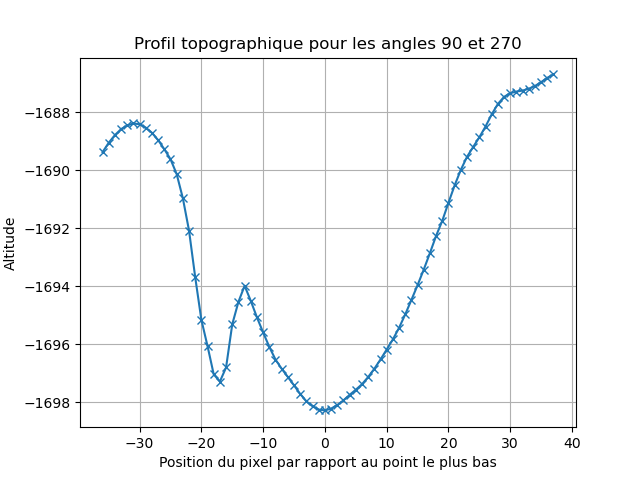 Profil topographique pour les angles 90 et 270
Altitude
−1688
−1690
−1692
−1694
−1696
−1698
−30 −20 −10 0 10 20 30 40
Position du pixel par rapport au point le plus bas